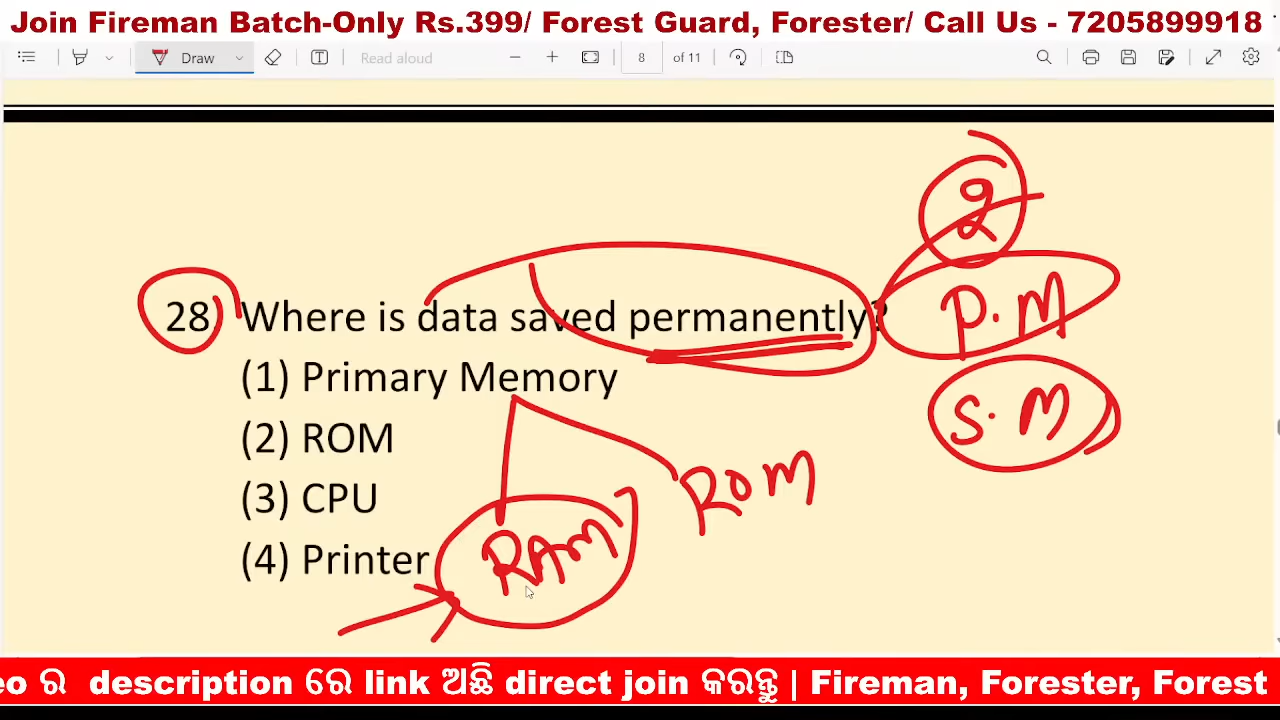 Join Fireman Batch-Only Rs.399/ Forest Guard, Forester/ Call Us - 7205899918
Draw
Read aloud
8 of 11
2
28) Where is data saved permanently?
P.M
(1) Primary Memory
S.M
(2) ROM
ROM
(3) CPU
RAM
(4) Printer
eo ର description ରେ link ଅଛି direct join କରନ୍ତୁ | Fireman, Forester, Forest